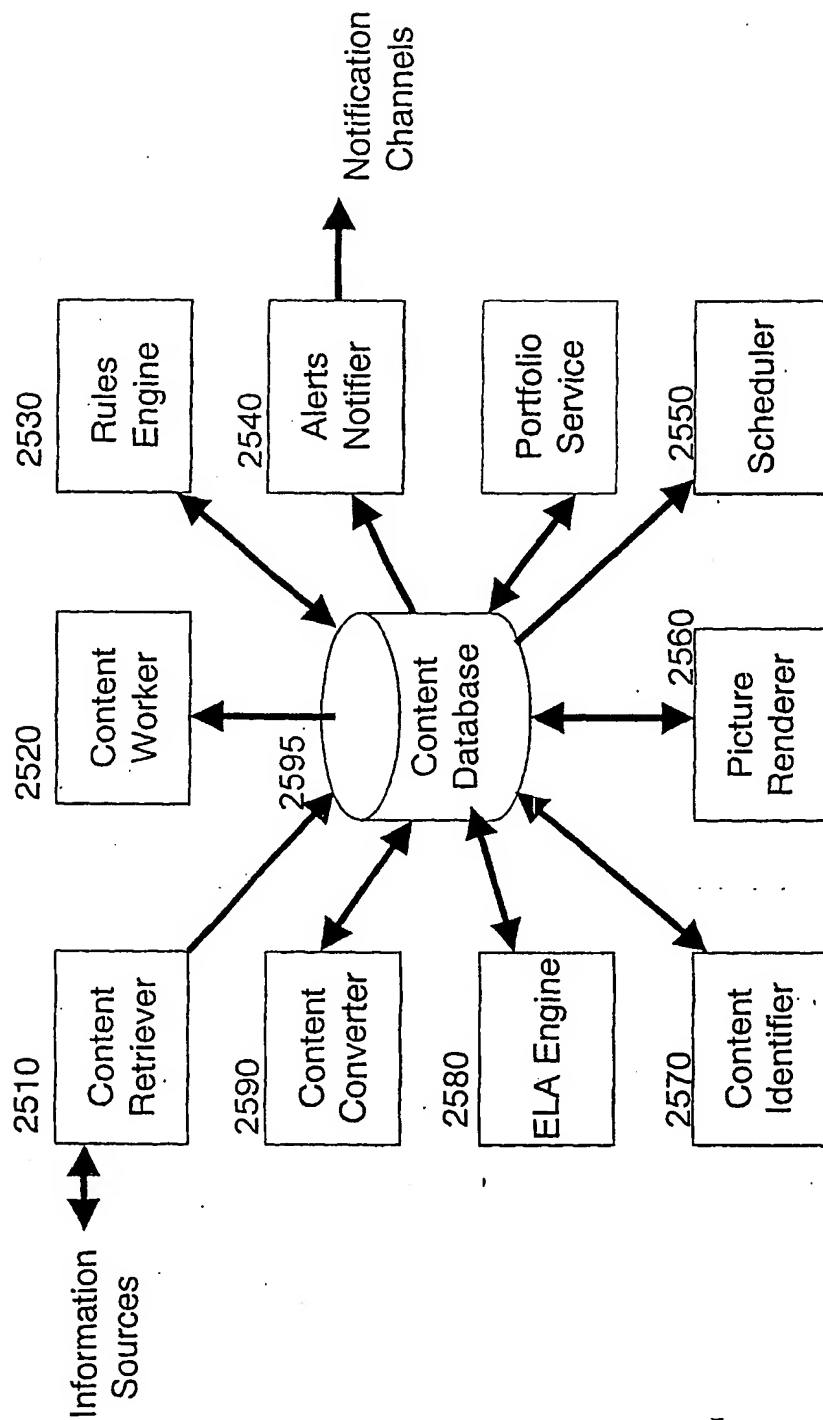 Information
Sources
2510
Content
Retriever
2520
Content
Worker
2530
Rules
Engine
2590
Content
Converter
2595
Content
Database
2540
Alerts
Notifier
Notification
Channels
2580
ELA Engine
Portfolio
Service
2570
Content
Identifier
2560
Picture
Renderer
2550
Scheduler